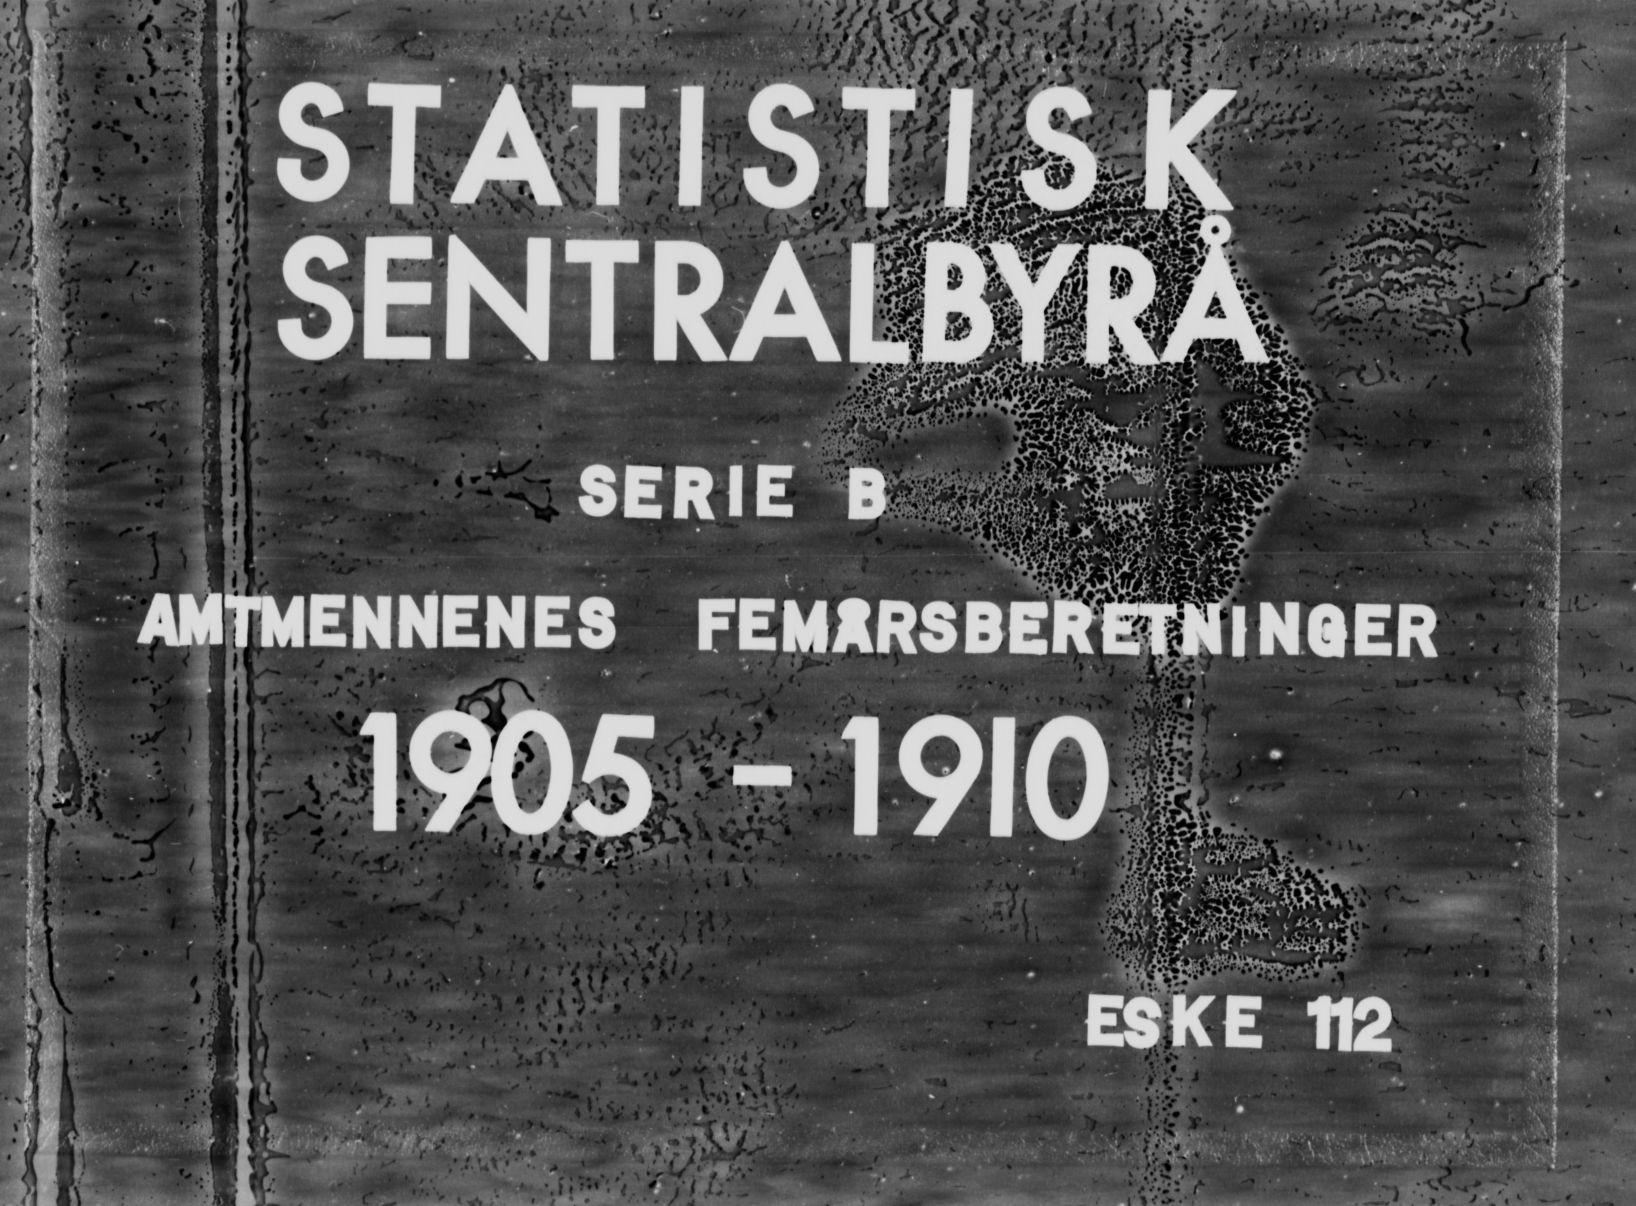 STATISTISK
SENTRALBYRÅ
SERIE B
AMTMENNENES FEMÅRSBERETNINGER
1905 - 1910
ESKE 112